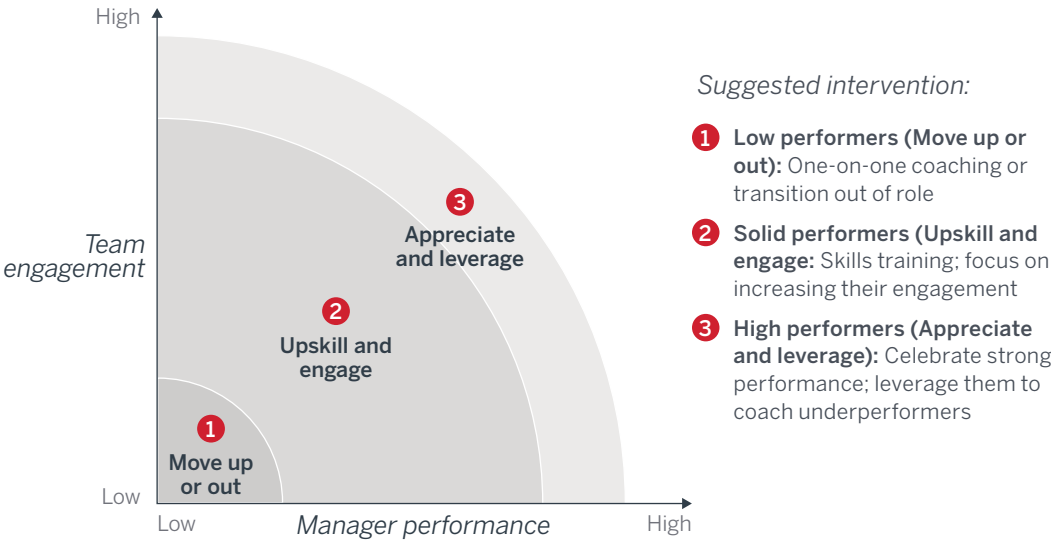 High
Suggested intervention:
1 Low performers (Move up or
out): One-on-one coaching or
transition out of role
2 Solid performers (Upskill and
engage: Skills training; focus on
increasing their engagement
3 High performers (Appreciate
and leverage): Celebrate strong
performance; leverage them to
coach underperformers
3
Appreciate
and leverage
Team
engagement
2
Upskill and
engage
1
Move up
or out
Low
Low
Manager performance
High